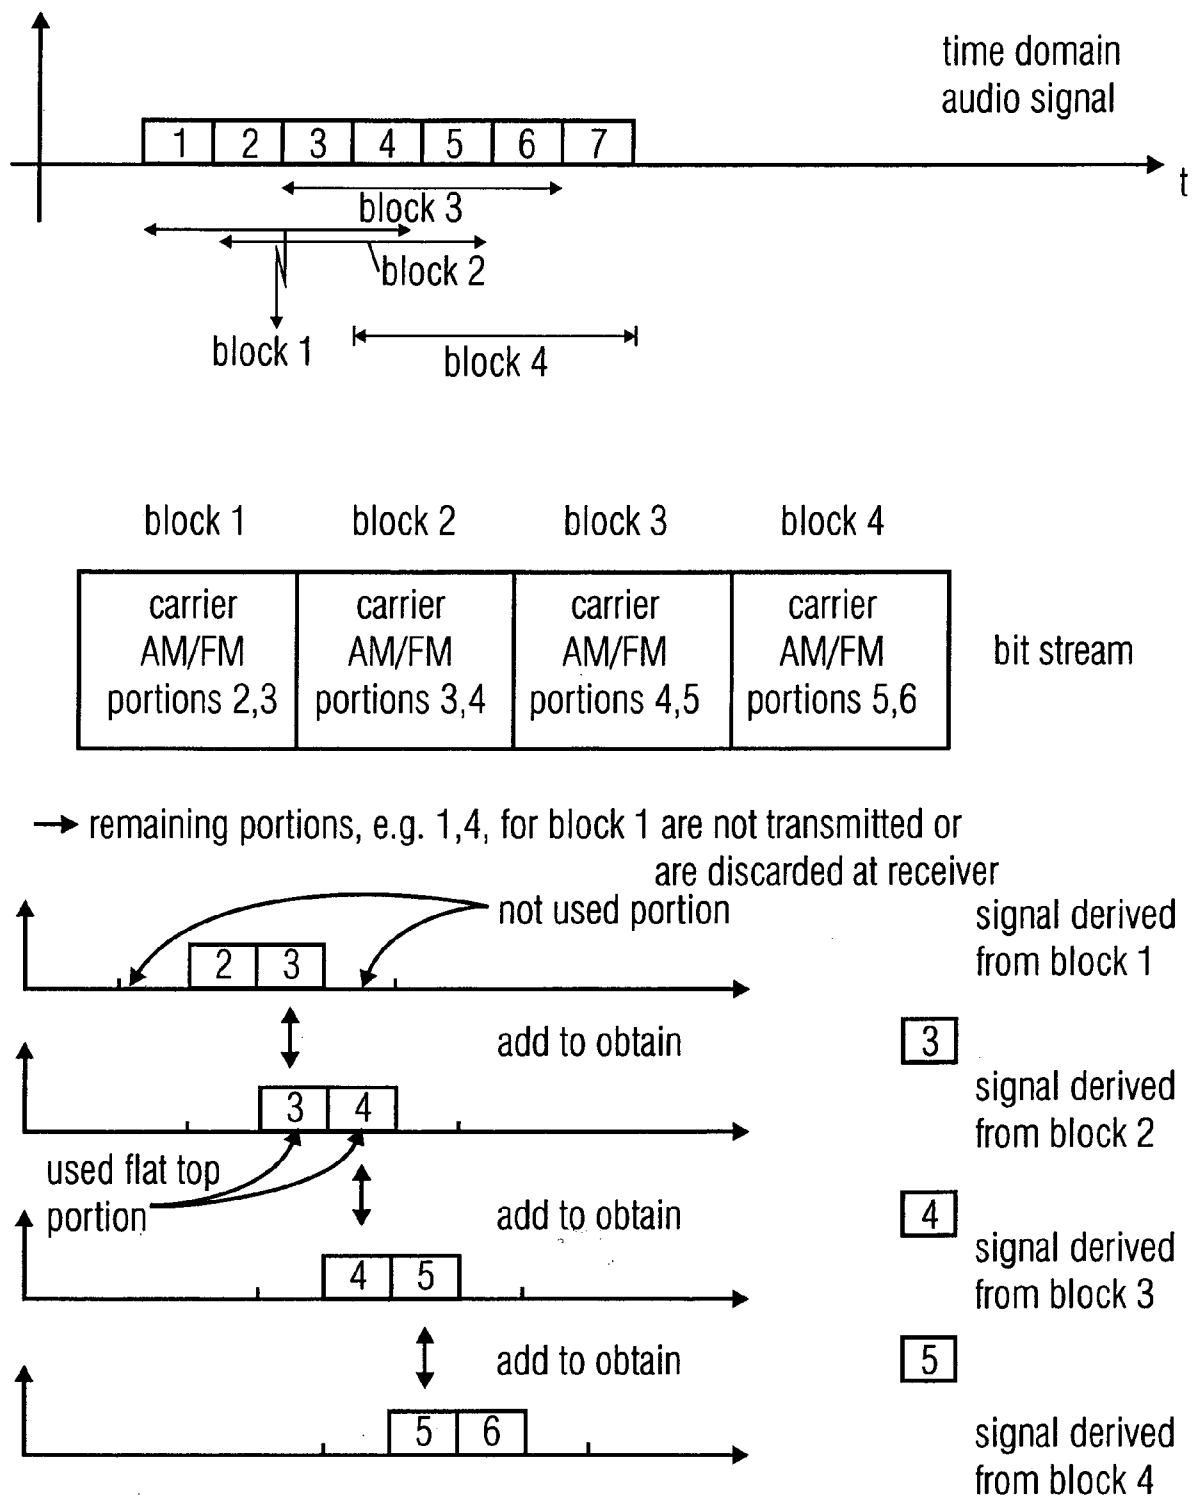 time domain
audio signal
1 2 3 4 5 6 7
t
block 3
block 2
block 1
block 4
block 1 block 2 block 3 block 4
carrier
AM/FM
portions 2,3
carrier
AM/FM
portions 3,4
carrier
AM/FM
portions 4,5
carrier
AM/FM
portions 5,6
bit stream
remaining portions, e.g. 1,4, for block 1 are not transmitted or
are discarded at receiver
not used portion
signal derived
from block 1
2 3
add to obtain
3
signal derived
from block 2
3 4
used flat top
portion
add to obtain
4
signal derived
from block 3
4 5
add to obtain
5
5 6
signal derived
from block 4